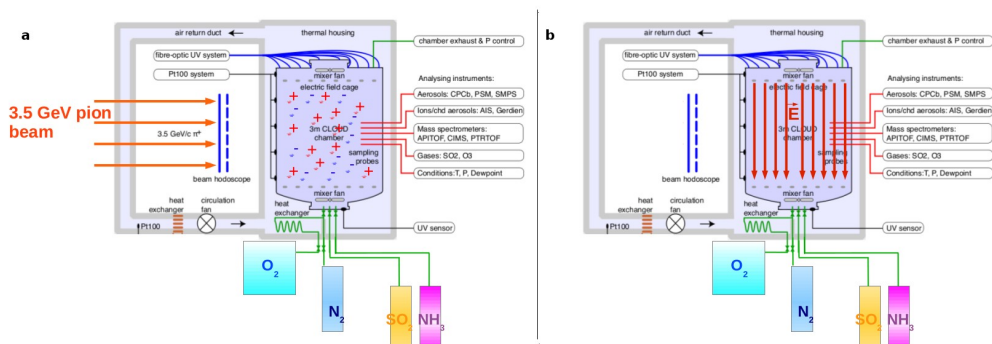 a
air return duct
thermal housing
fibre-optic UV system
chamber exhaust & P control
Pt100 system
mixer fan
electric field cage
Analysing instruments:
Aerosols: CPCb, PSM, SMPS
Ions/chd aerosols: AIS, Gerdien
Mass spectrometers:
APITOF, CIMS, PTRTOF
Gases: SO2, O3
Conditions:T, P, Dewpoint
3.5 GeV pion
beam
3.5 GeV/c π+
3m CLOUD
chamber
sampling
probes
beam hodoscope
mixer fan
heat
exchanger
circulation
fan
heat
exchanger
Pt100
UV sensor
O2
N2
SO2
NH3
b
air return duct
thermal housing
fibre-optic UV system
chamber exhaust & P control
Pt100 system
mixer fan
electric field cage
Analysing instruments:
Aerosols: CPCb, PSM, SMPS
Ions/chd aerosols: AIS, Gerdien
Mass spectrometers:
APITOF, CIMS, PTRTOF
Gases: SO2, O3
Conditions:T, P, Dewpoint
E
3m CLOUD
chamber
sampling
probes
beam hodoscope
mixer fan
heat
exchanger
circulation
fan
heat
exchanger
Pt100
UV sensor
O2
N2
SO2
NH3